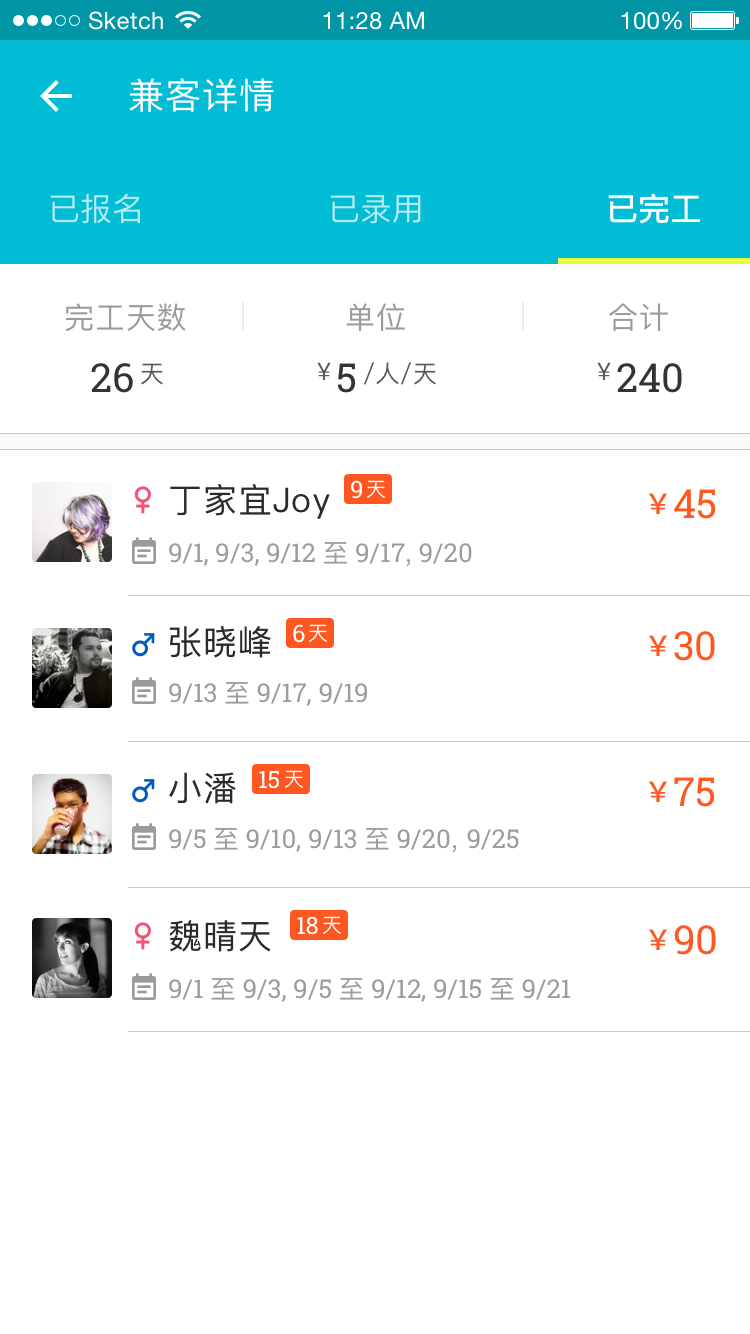 Sketch 11:28 AM 100%
兼客详情
已报名 已录用 已完工
完工天数 单位 合计
26 天 ¥5/人/天 ¥240
丁家宜Joy 9天 ¥45
9/1, 9/3, 9/12 至 9/17, 9/20
张晓峰 6天 ¥30
9/13 至 9/17, 9/19
小潘 15天 ¥75
9/5 至 9/10, 9/13 至 9/20, 9/25
魏晴天 18天 ¥90
9/1 至 9/3, 9/5 至 9/12, 9/15 至 9/21